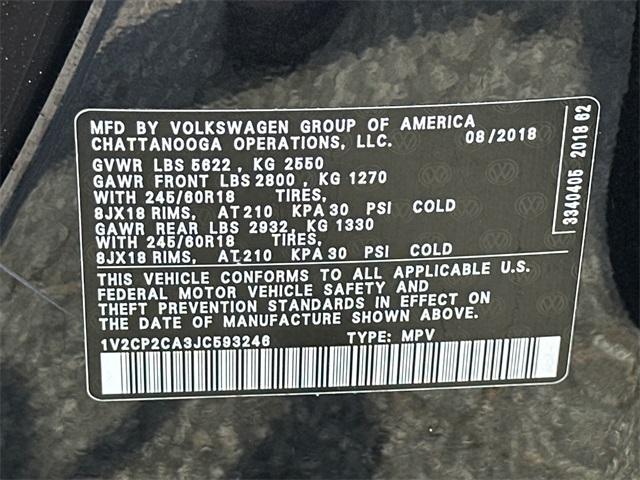 MFD BY VOLKSWAGEN GROUP OF AMERICA
CHATTANOOGA OPERATIONS, LLC. 08/2018
GVWR LBS 5622 , KG 2550
GAWR FRONT LBS 2800 , KG 1270
WITH 245/60R18 TIRES,
8JX18 RIMS, AT 210 KPA 30 PSI COLD
GAWR REAR LBS 2932, KG 1330
WITH 245/60R18 TIRES,
8JX18 RIMS, AT 210 KPA 30 PSI COLD
THIS VEHICLE CONFORMS TO ALL APPLICABLE U.S.
FEDERAL MOTOR VEHICLE SAFETY AND
THEFT PREVENTION STANDARDS IN EFFECT ON
THE DATE OF MANUFACTURE SHOWN ABOVE.
1V2CP2CA3JC593246 TYPE: MPV
3340405 2018 62